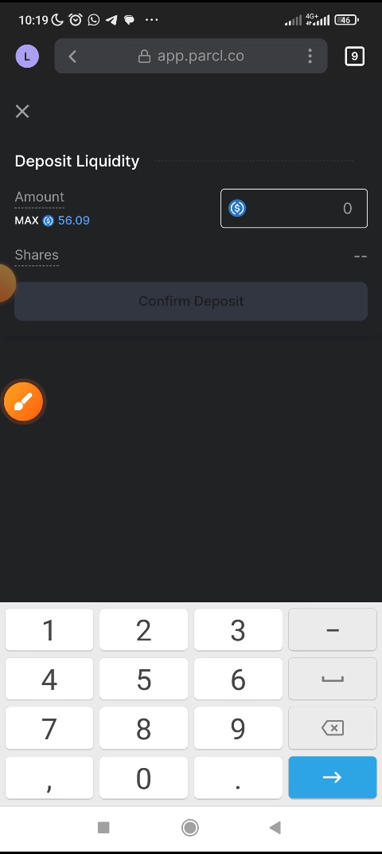 10:19 4G+ 46
L app.parcl.co 9
Deposit Liquidity
Amount
MAX 56.09
0
Shares --
Confirm Deposit
1 2 3 −
4 5 6
7 8 9
, 0 .